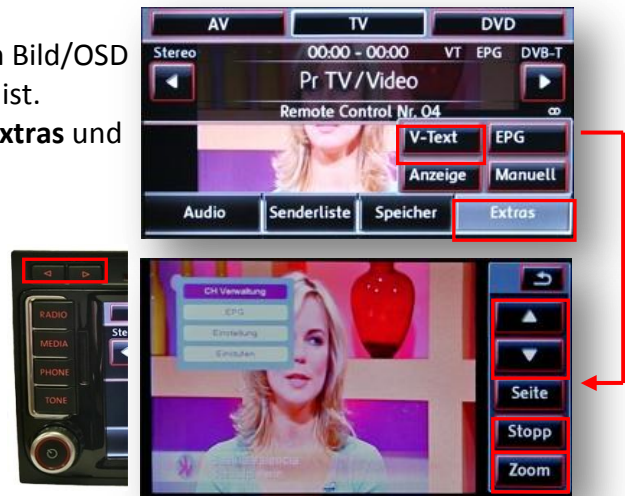 Bild/OSD
ist.
xtras und
AV TV DVD
Stereo 00:00 - 00:00 VT EPG DVB-T
Pr TV/Video
Remote Control Nr. 04
V-Text EPG
Anzeige Manuell
Audio Senderliste Speicher Extras
RADIO
MEDIA
PHONE
TONE
Ste
CH Verwaltung
EPG
Einstellung
Seite
Stopp
Zoom